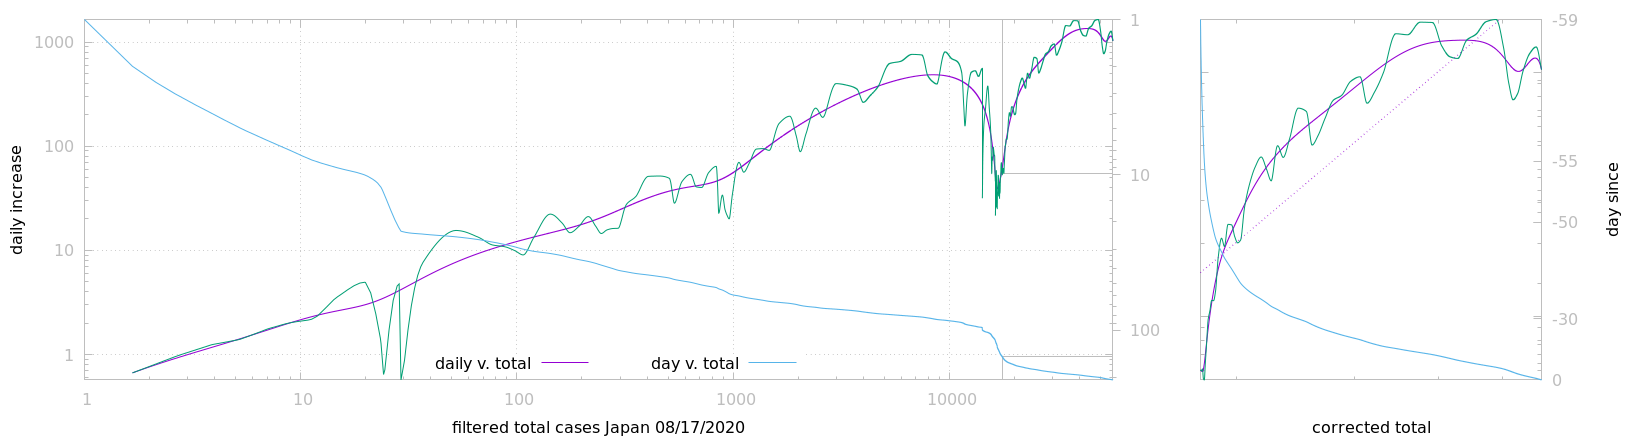 1000
100
10
1
daily increase
1
10
100
1000
10000
1
10
100
daily v. total
day v. total
filtered total cases Japan 08/17/2020
-59
-55
-50
-30
0
day since
corrected total